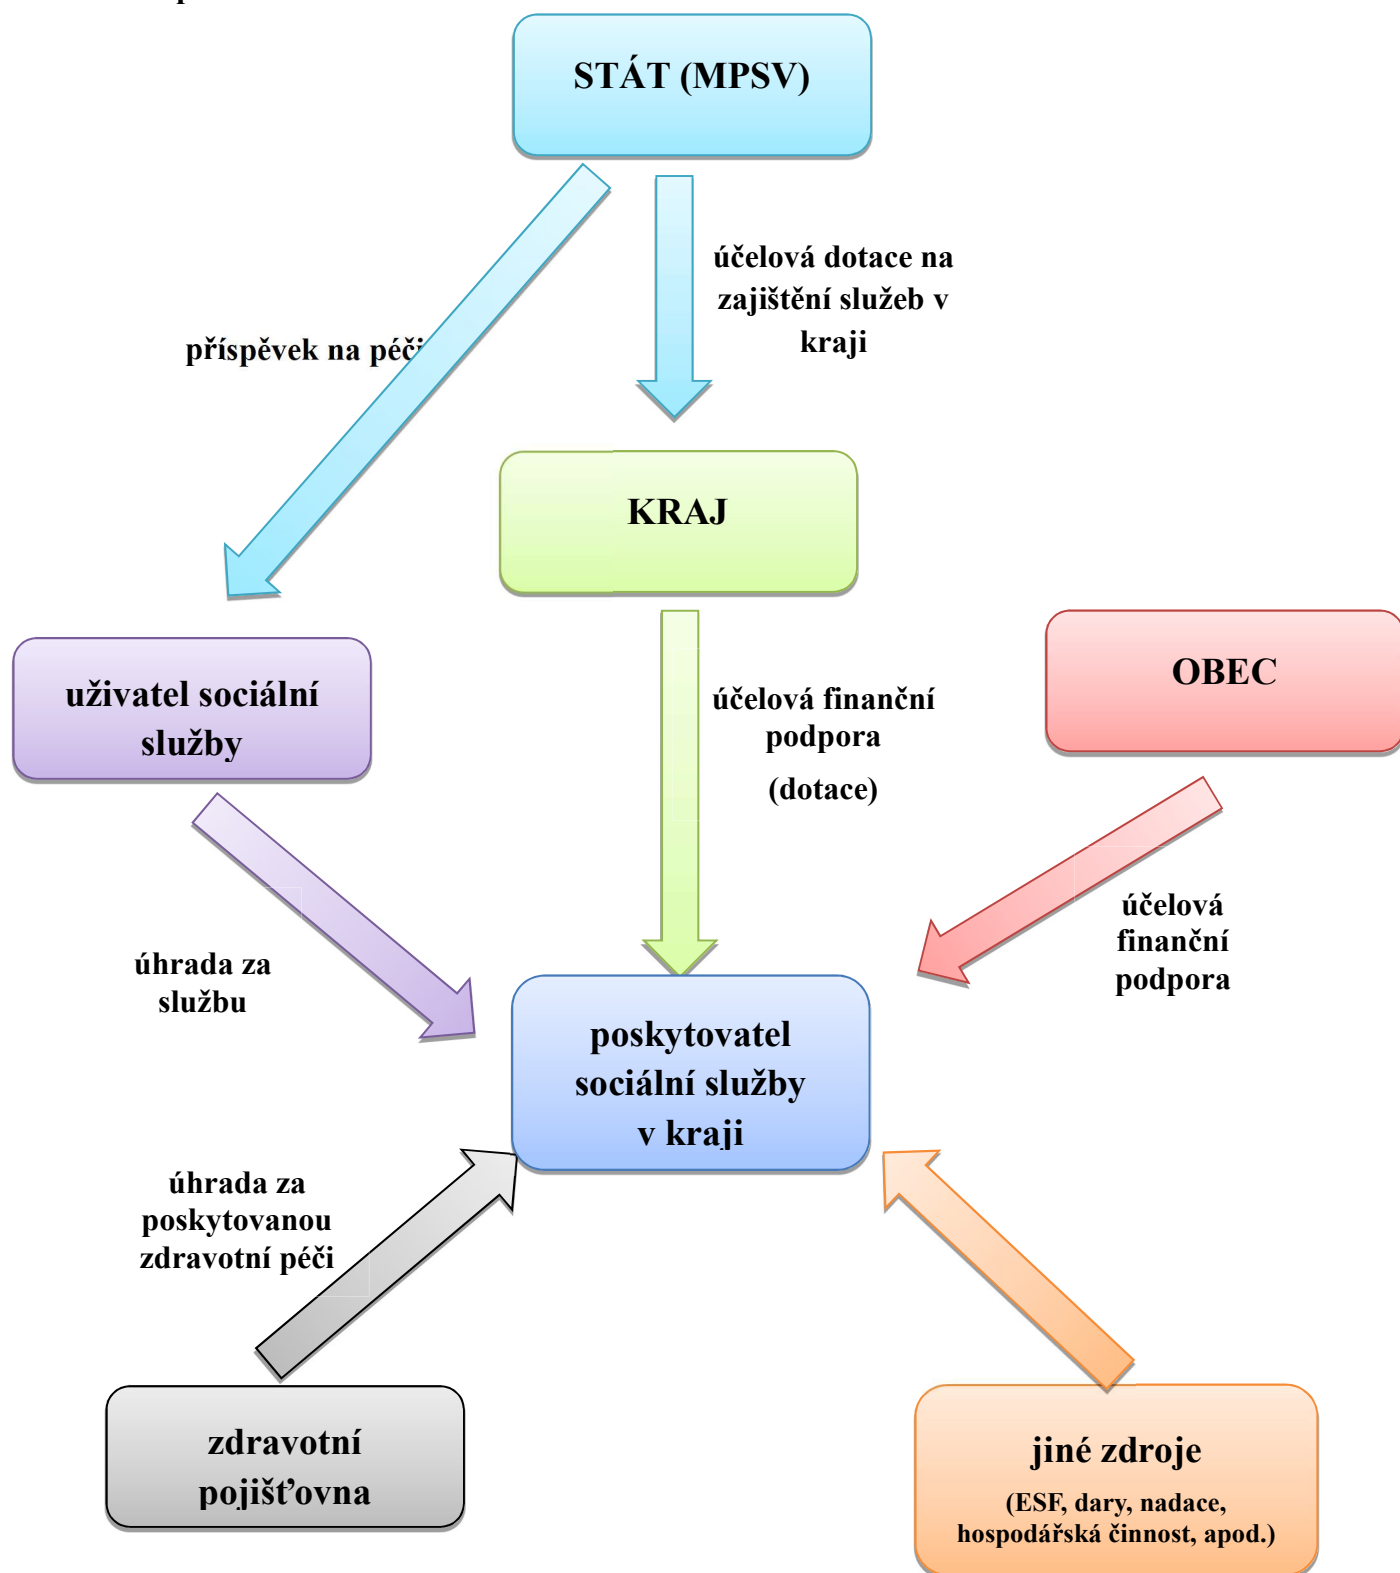 STÁT (MPSV)
účelová dotace na
zajištění služeb v
kraji
příspěvek na péči
KRAJ
uživatel sociální
služby
OBEC
účelová finanční
podpora
(dotace)
účelová
finanční
podpora
úhrada za
službu
poskytovatel
sociální služby
v kraji
úhrada za
poskytovanou
zdravotní péči
zdravotní
pojišťovna
jiné zdroje
(ESF, dary, nadace,
hospodářská činnost, apod.)